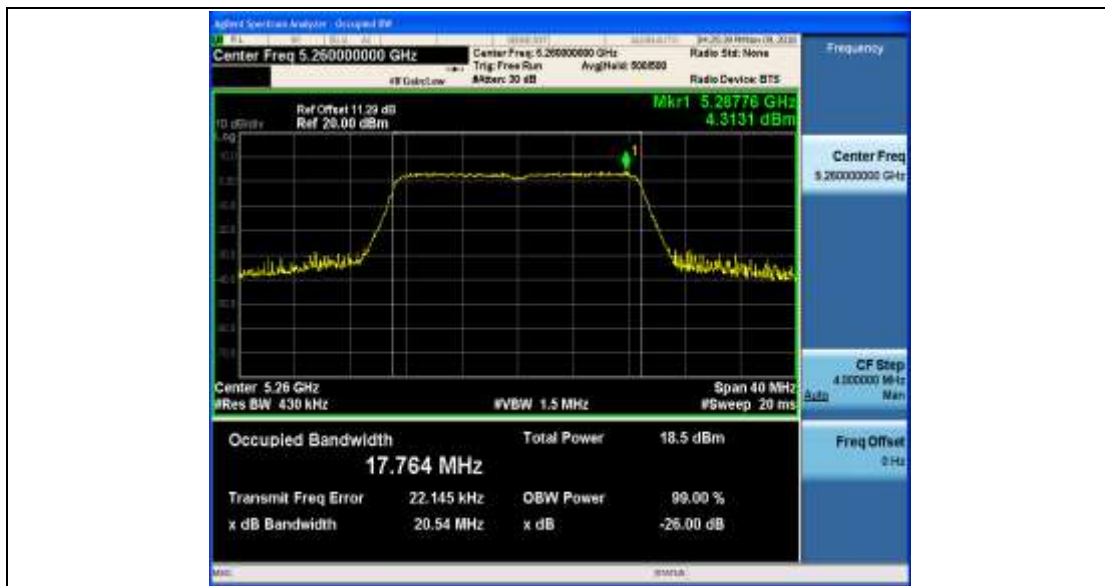 Agilent Spectrum Analyzer - Occupied BW
Center Freq 5.260000000 GHz
Center Freq: 5.260000000 GHz
Radio Std: None
Trig: Free Run
Avg|Hold: 500/500
#IFGain:Low
#Atten: 30 dB
Radio Device: BTS
Frequency
Mkr1 5.26776 GHz
4.3131 dBm
Ref Offset 11.29 dB
10 dB/div
Ref 20.00 dBm
Log
Center Freq
5.260000000 GHz
Center 5.26 GHz
Span 40 MHz
#Res BW 430 kHz
#VBW 1.5 MHz
#Sweep 20 ms
CF Step
4.000000 MHz
Auto
Man
Occupied Bandwidth
Total Power
18.5 dBm
17.764 MHz
Freq Offset
0 Hz
Transmit Freq Error
22.145 kHz
OBW Power
99.00 %
x dB Bandwidth
20.54 MHz
x dB
-26.00 dB
MSG
STATUS